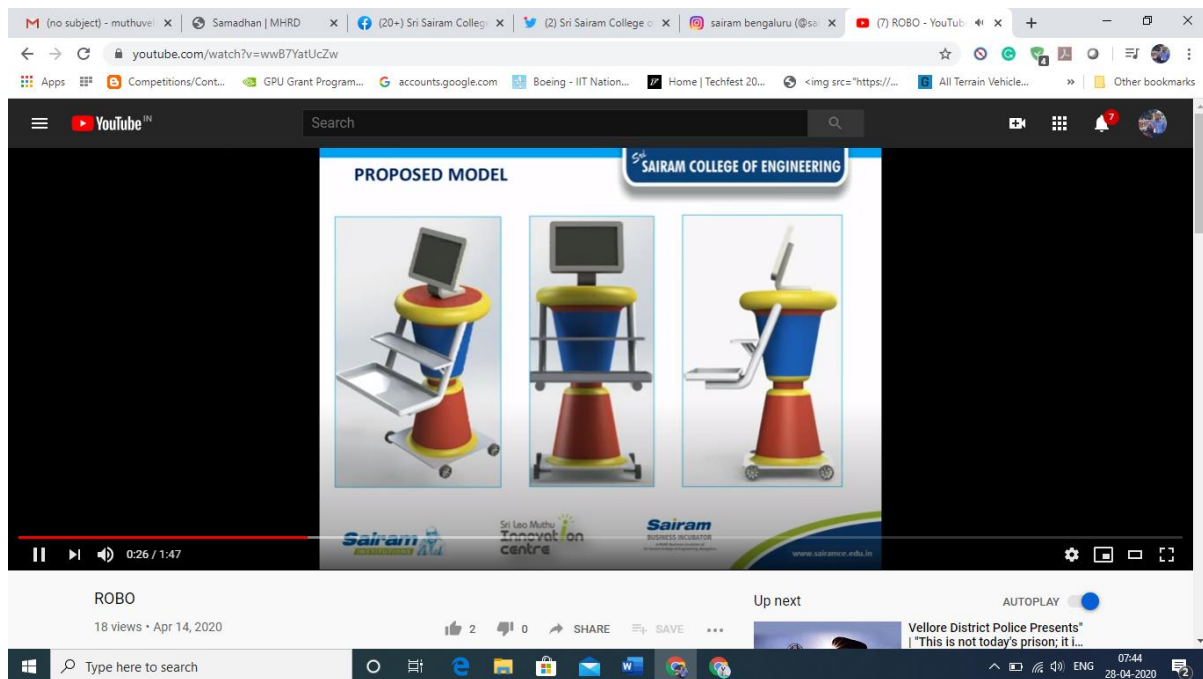 (no subject) - muthuvel
Samadhan | MHRD
(20+) Sri Sairam College
(2) Sri Sairam College o
sairam bengaluru (@sai
(7) ROBO - YouTube
youtube.com/watch?v=wwB7YatUcZw
Apps
Competitions/Cont...
GPU Grant Program...
accounts.google.com
Boeing - IIT Nation...
Home | Techfest 20...
<img src="https://...
All Terrain Vehicle...
»
Other bookmarks
YouTube IN
Search
7
PROPOSED MODEL
Sri SAIRAM COLLEGE OF ENGINEERING
Sairam
INSTITUTIONS
Sri Leo Muthu
Innovation
centre
Sairam
BUSINESS INCUBATOR
www.sairamce.edu.in
0:26 / 1:47
ROBO
18 views • Apr 14, 2020
2
0
SHARE
SAVE
Up next
AUTOPLAY
Vellore District Police Presents"
| "This is not today's prison; it i...
Type here to search
ENG
07:44
28-04-2020
2